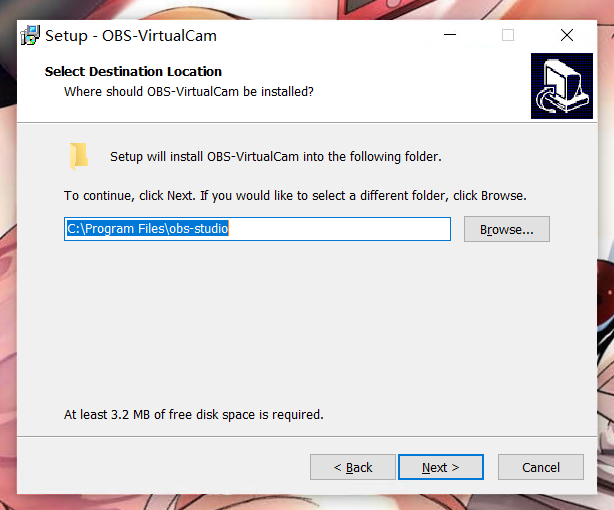 Setup - OBS-VirtualCam
Select Destination Location
Where should OBS-VirtualCam be installed?
Setup will install OBS-VirtualCam into the following folder.
To continue, click Next. If you would like to select a different folder, click Browse.
C:\Program Files\obs-studio
Browse...
At least 3.2 MB of free disk space is required.
< Back
Next >
Cancel